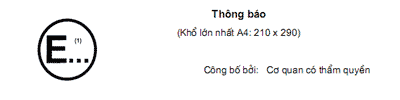 Thông báo
(Khổ lớn nhất A4: 210 x 290)
E... (1)
Công bố bởi: Cơ quan có thẩm quyền